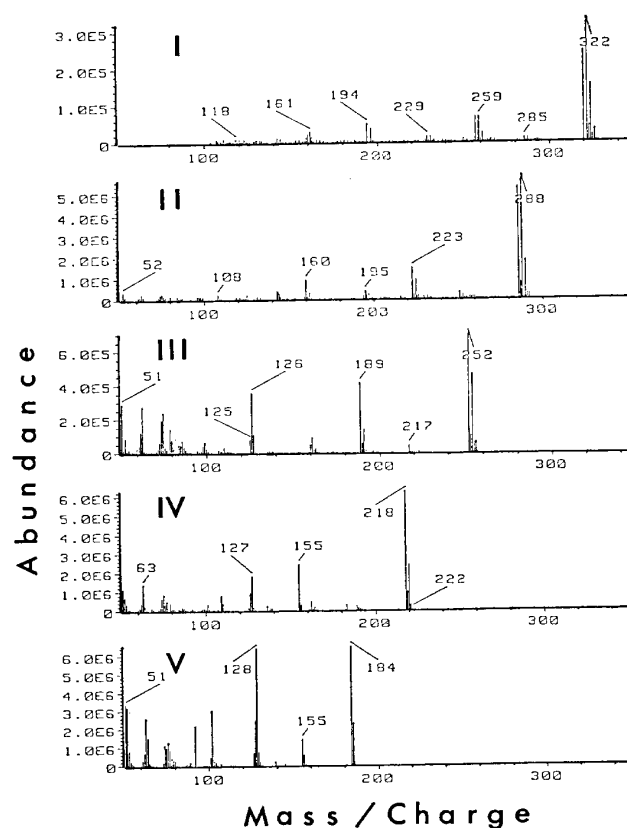 3.0E5
2.0E5
1.0E5
0
I
118
161
194
229
259
285
322
100
200
300
5.0E6
4.0E6
3.0E6
2.0E6
1.0E6
0
II
52
108
160
195
223
288
100
200
300
6.0E5
4.0E5
2.0E5
0
III
51
125
126
189
217
252
100
200
300
6.0E6
5.0E6
4.0E6
3.0E6
2.0E6
1.0E6
0
IV
63
127
155
218
222
100
200
300
6.0E6
5.0E6
4.0E6
3.0E6
2.0E6
1.0E6
0
V
51
128
155
184
100
200
300
Abundance
Mass / Charge